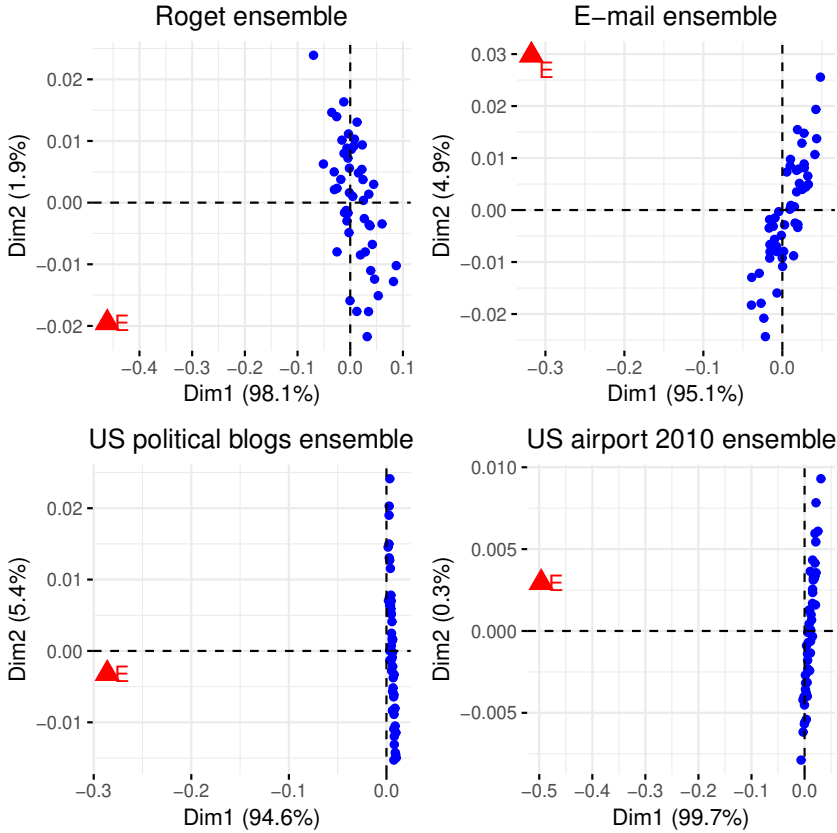 Roget ensemble
0.02
0.01
0.00
−0.01
−0.02
Dim2 (1.9%)
E
−0.4 −0.3 −0.2 −0.1 0.0 0.1
Dim1 (98.1%)
E−mail ensemble
0.03
0.02
0.01
0.00
−0.01
−0.02
Dim2 (4.9%)
E
−0.3 −0.2 −0.1 0.0
Dim1 (95.1%)
US political blogs ensemble
0.02
0.01
0.00
−0.01
Dim2 (5.4%)
E
−0.3 −0.2 −0.1 0.0
Dim1 (94.6%)
US airport 2010 ensemble
0.010
0.005
0.000
−0.005
Dim2 (0.3%)
E
−0.5 −0.4 −0.3 −0.2 −0.1 0.0
Dim1 (99.7%)